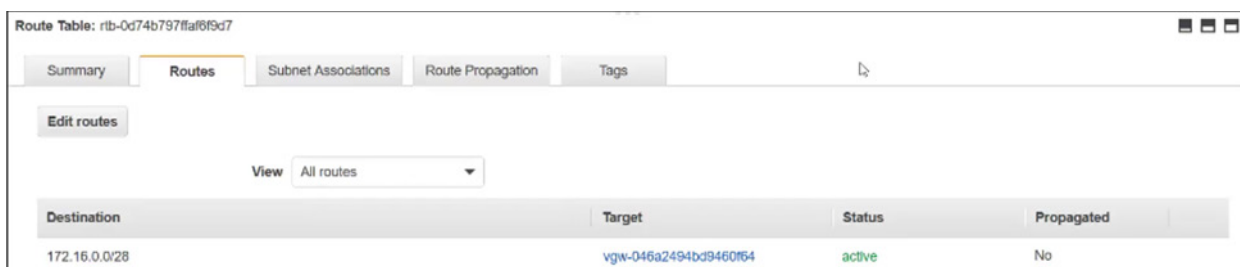 Route Table: rtb-0d74b797ffaf6f9d7
Summary Routes Subnet Associations Route Propagation Tags
Edit routes
View All routes
Destination Target Status Propagated
172.16.0.0/28 vgw-046a2494bd9460f64 active No